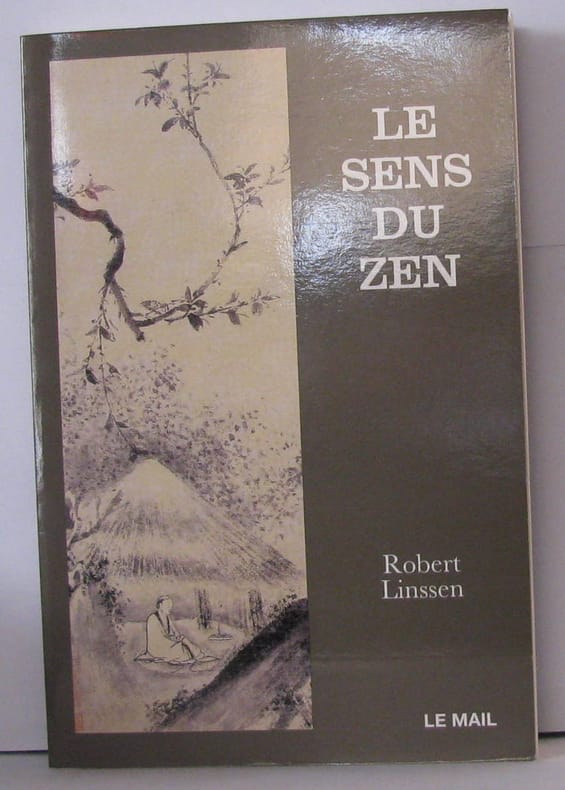 LE
SENS
DU
ZEN
Robert
Linssen
LE MAIL